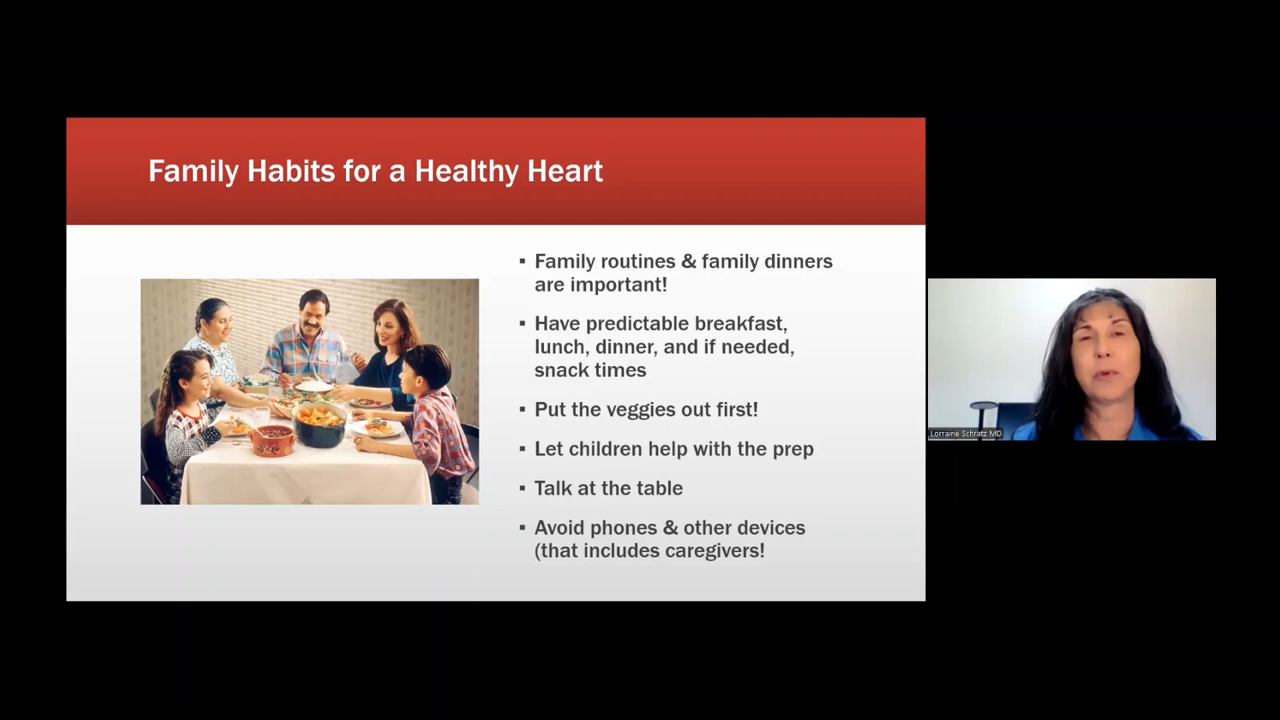 Family Habits for a Healthy Heart
▪ Family routines & family dinners
are important!
▪ Have predictable breakfast,
lunch, dinner, and if needed,
snack times
▪ Put the veggies out first!
▪ Let children help with the prep
▪ Talk at the table
▪ Avoid phones & other devices
(that includes caregivers!
Lorraine Schratz MD